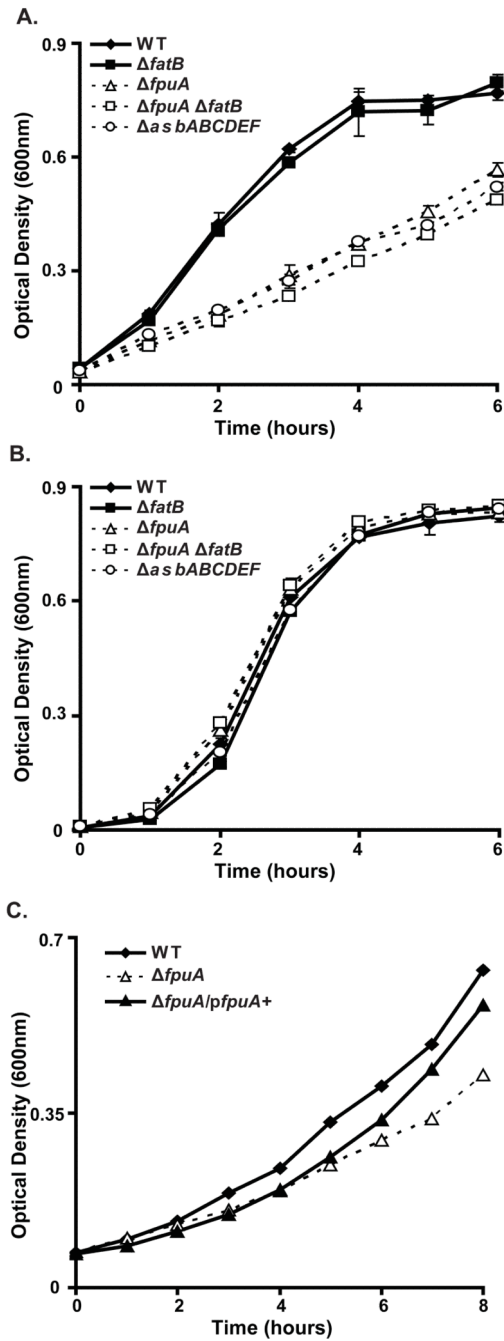 A.
0.9
WT
ΔfatB
ΔfpuA
ΔfpuA ΔfatB
Δas bABCDEF
0.6
0.3
0
Optical Density (600nm)
0 2 4 6
Time (hours)
B.
0.9
WT
ΔfatB
ΔfpuA
ΔfpuA ΔfatB
Δas bABCDEF
0.6
0.3
0
Optical Density (600nm)
0 2 4 6
Time (hours)
C.
0.7
WT
ΔfpuA
ΔfpuA/pfpuA+
0.35
0
Optical Density (600nm)
0 2 4 6 8
Time (hours)